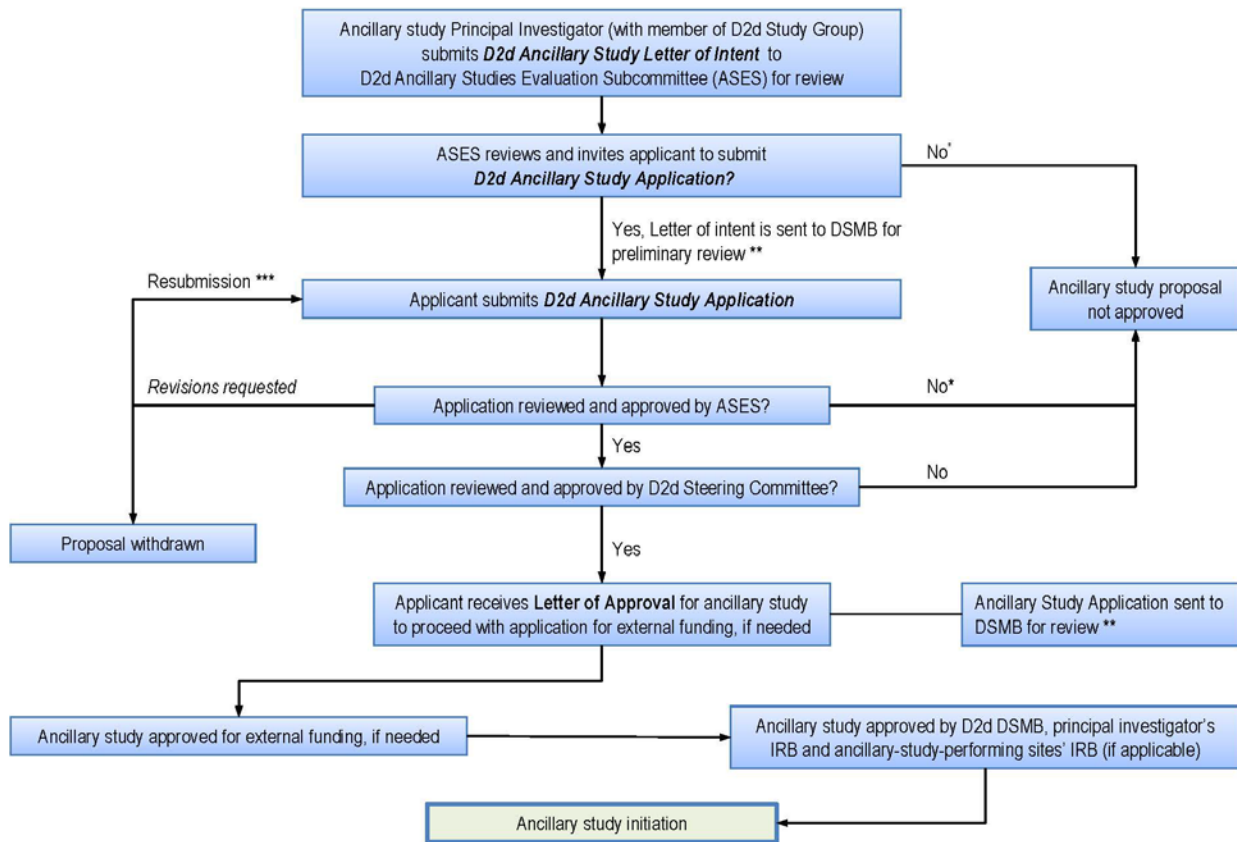 Ancillary study Principal Investigator (with member of D2d Study Group)
submits D2d Ancillary Study Letter of Intent to
D2d Ancillary Studies Evaluation Subcommittee (ASES) for review
ASES reviews and invites applicant to submit
D2d Ancillary Study Application?
No*
Yes, Letter of intent is sent to DSMB for
preliminary review **
Resubmission ***
Applicant submits D2d Ancillary Study Application
Ancillary study proposal
not approved
Revisions requested
Application reviewed and approved by ASES?
No*
Yes
Application reviewed and approved by D2d Steering Committee?
No
Proposal withdrawn
Yes
Applicant receives Letter of Approval for ancillary study
to proceed with application for external funding, if needed
Ancillary Study Application sent to
DSMB for review **
Ancillary study approved for external funding, if needed
Ancillary study approved by D2d DSMB, principal investigator's
IRB and ancillary-study-performing sites' IRB (if applicable)
Ancillary study initiation